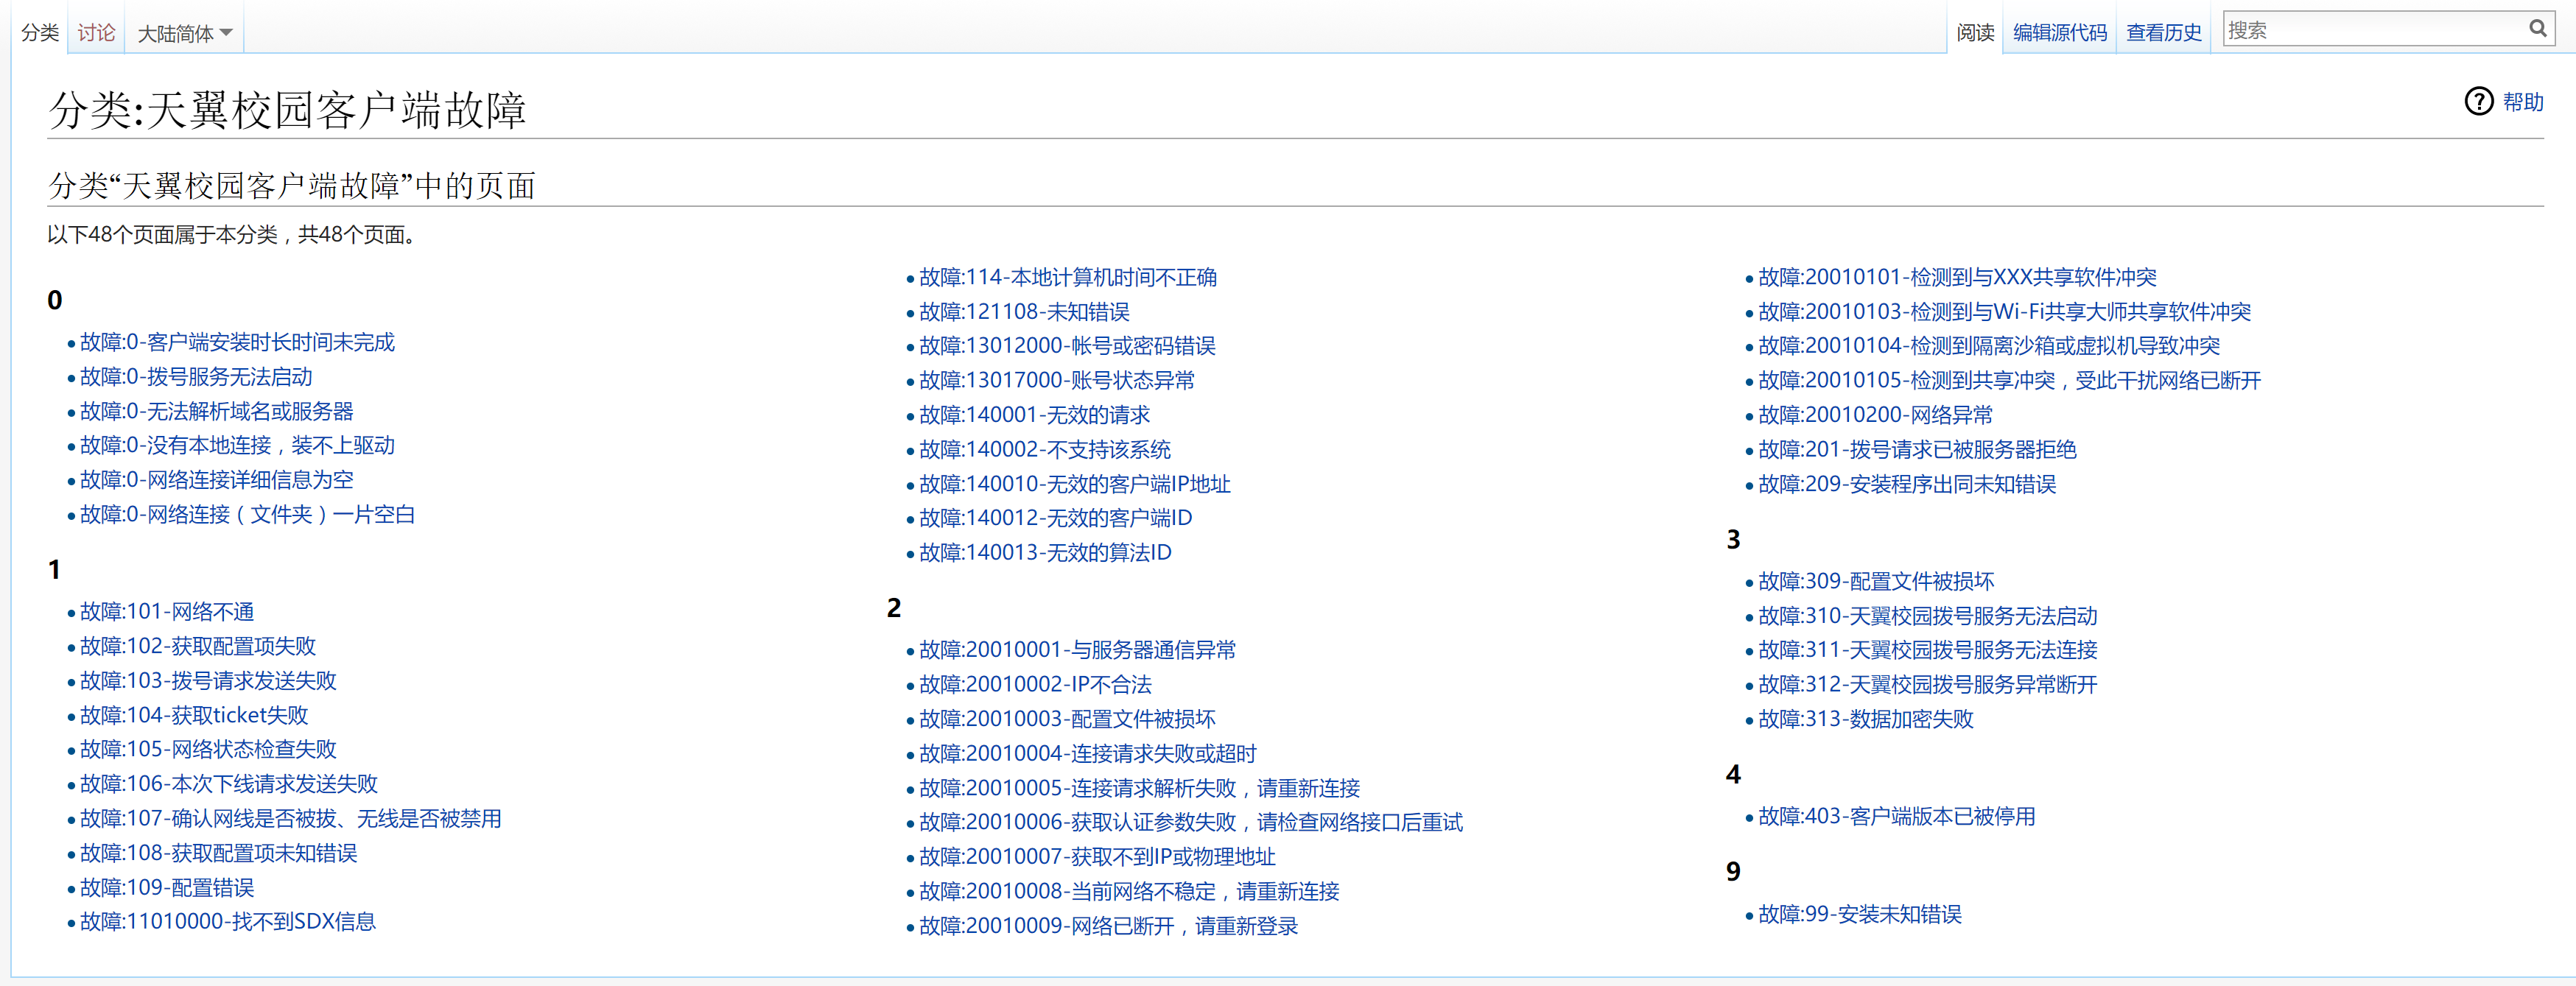 分类
讨论
大陆简体
阅读
编辑源代码
查看历史
搜索
分类:天翼校园客户端故障
帮助
分类“天翼校园客户端故障”中的页面
以下48个页面属于本分类，共48个页面。
0
故障:0-客户端安装时长时间未完成
故障:0-拨号服务无法启动
故障:0-无法解析域名或服务器
故障:0-没有本地连接，装不上驱动
故障:0-网络连接详细信息为空
故障:0-网络连接（文件夹）一片空白
1
故障:101-网络不通
故障:102-获取配置项失败
故障:103-拨号请求发送失败
故障:104-获取ticket失败
故障:105-网络状态检查失败
故障:106-本次下线请求发送失败
故障:107-确认网线是否被拔、无线是否被禁用
故障:108-获取配置项未知错误
故障:109-配置错误
故障:11010000-找不到SDX信息
故障:114-本地计算机时间不正确
故障:121108-未知错误
故障:13012000-帐号或密码错误
故障:13017000-账号状态异常
故障:140001-无效的请求
故障:140002-不支持该系统
故障:140010-无效的客户端IP地址
故障:140012-无效的客户端ID
故障:140013-无效的算法ID
2
故障:20010001-与服务器通信异常
故障:20010002-IP不合法
故障:20010003-配置文件被损坏
故障:20010004-连接请求失败或超时
故障:20010005-连接请求解析失败，请重新连接
故障:20010006-获取认证参数失败，请检查网络接口后重试
故障:20010007-获取不到IP或物理地址
故障:20010008-当前网络不稳定，请重新连接
故障:20010009-网络已断开，请重新登录
故障:20010101-检测到与XXX共享软件冲突
故障:20010103-检测到与Wi-Fi共享大师共享软件冲突
故障:20010104-检测到隔离沙箱或虚拟机导致冲突
故障:20010105-检测到共享冲突，受此干扰网络已断开
故障:20010200-网络异常
故障:201-拨号请求已被服务器拒绝
故障:209-安装程序出同未知错误
3
故障:309-配置文件被损坏
故障:310-天翼校园拨号服务无法启动
故障:311-天翼校园拨号服务无法连接
故障:312-天翼校园拨号服务异常断开
故障:313-数据加密失败
4
故障:403-客户端版本已被停用
9
故障:99-安装未知错误